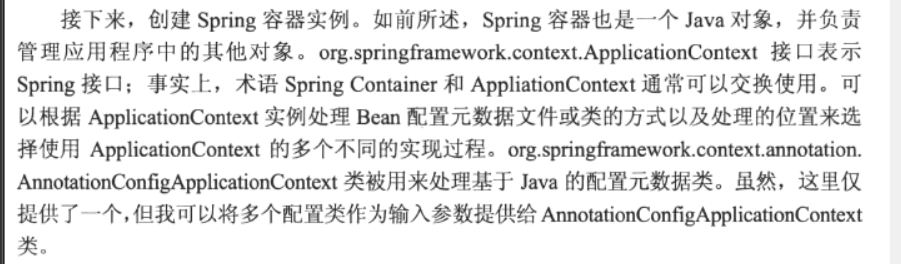 接下来，创建 Spring 容器实例。如前所述，Spring 容器也是一个 Java 对象，并负责
管理应用程序中的其他对象。org.springframework.context.ApplicationContext 接口表示
Spring 接口；事实上，术语 Spring Container 和 AppliationContext 通常可以交换使用。可
以根据 ApplicationContext 实例处理 Bean 配置元数据文件或类的方式以及处理的位置来选
择使用 ApplicationContext 的多个不同的实现过程。org.springframework.context.annotation.
AnnotationConfigApplicationContext 类被用来处理基于 Java 的配置元数据类。虽然，这里仅
提供了一个，但我可以将多个配置类作为输入参数提供给 AnnotationConfigApplicationContext
类。